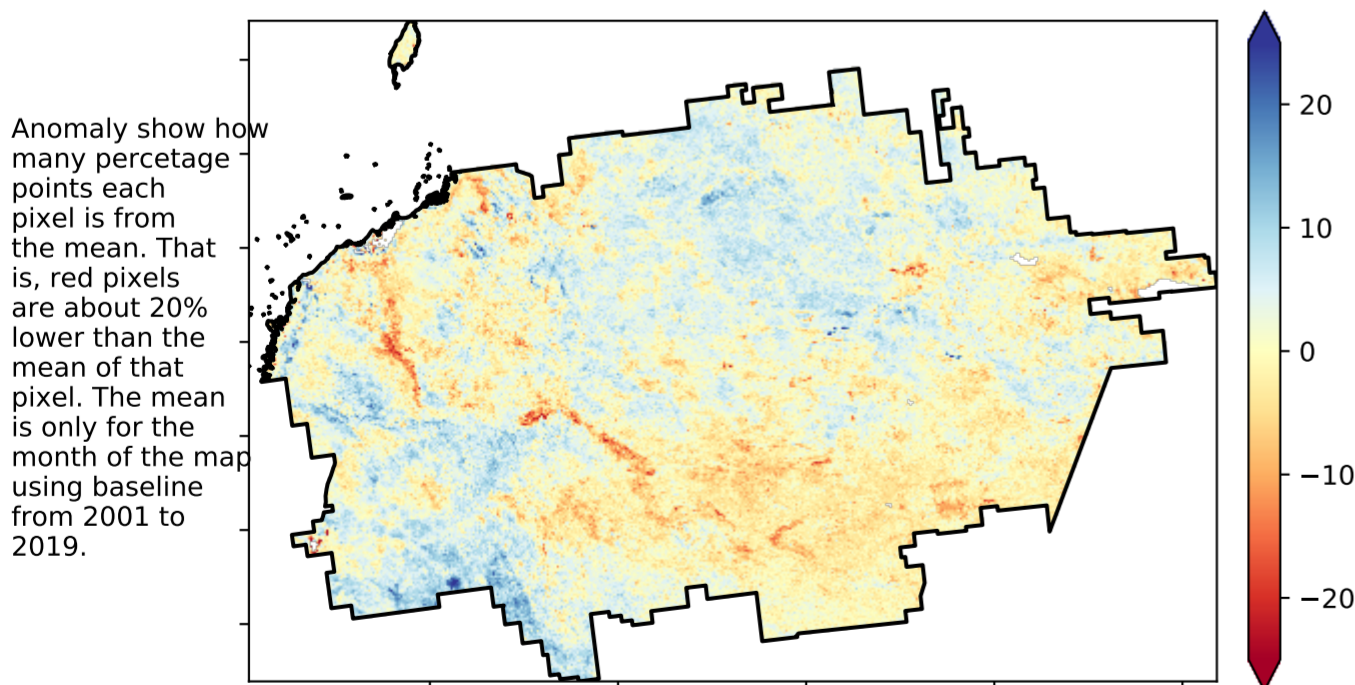 Anomaly show how
many percetage
points each
pixel is from
the mean. That
is, red pixels
are about 20%
lower than the
mean of that
pixel. The mean
is only for the
month of the map
using baseline
from 2001 to
2019.
20
10
0
−10
−20